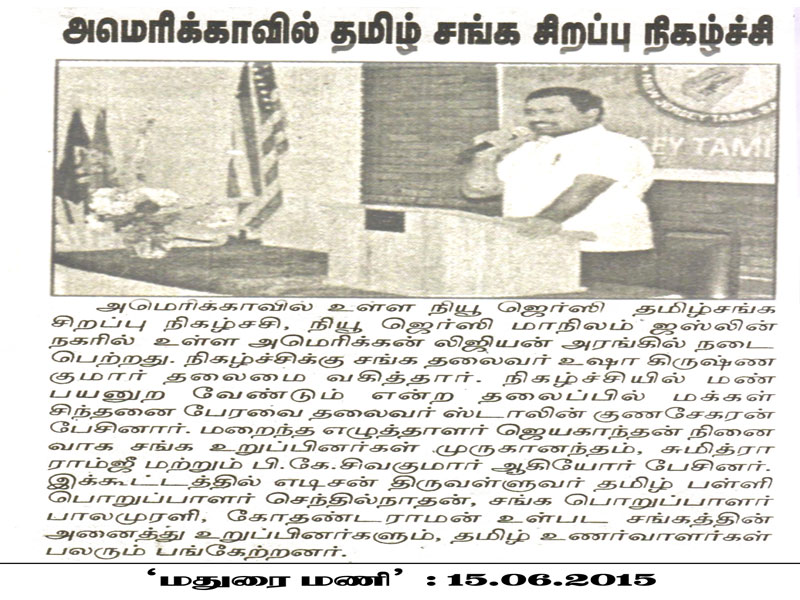 அமெரிக்காவில் தமிழ் சங்க சிறப்பு நிகழ்ச்சி
NEW JERSEY TAMIL SA
SEY TAMI
அமெரிக்காவில் உள்ள நியூ ஜெர்ஸி தமிழ்சங்க
சிறப்பு நிகழ்சசி, நியூ ஜெர்ஸி மாநிலம் ஐஸ்லின்
நகரில் உள்ள அமெரிக்கன் லிஜியன் அரங்கில் நடை
பெற்றது. நிகழ்ச்சிக்கு சங்க தலைவர் உஷா கிருஷ்ண
குமார் தலைமை வகித்தார். நிகழ்ச்சியில் மண்
பயனுற வேண்டும் என்ற தலைப்பில் மக்கள்
சிந்தனை பேரவை தலைவர் ஸ்டாலின் குணசேகரன்
பேசினார். மறைந்த எழுத்தாளர் ஜெயகாந்தன் நினை
வாக சங்க உறுப்பினர்கள் முருகானந்தம், சுமித்ரா
ராம்ஜீ மற்றும் பி.கே.சிவகுமார் ஆகியோர் பேசினர்.
இக்கூட்டத்தில் எடிசன் திருவள்ளுவர் தமிழ் பள்ளி
பொறுப்பாளர் செந்தில்நாதன், சங்க பொறுப்பாளர்
பாலமுரளி, கோதண்டராமன் உள்பட சங்கத்தின்
அனைத்து உறுப்பினர்களும், தமிழ் உணர்வாளர்கள்
பலரும் பங்கேற்றனர்.
‘மதுரை மணி’ : 15.06.2015